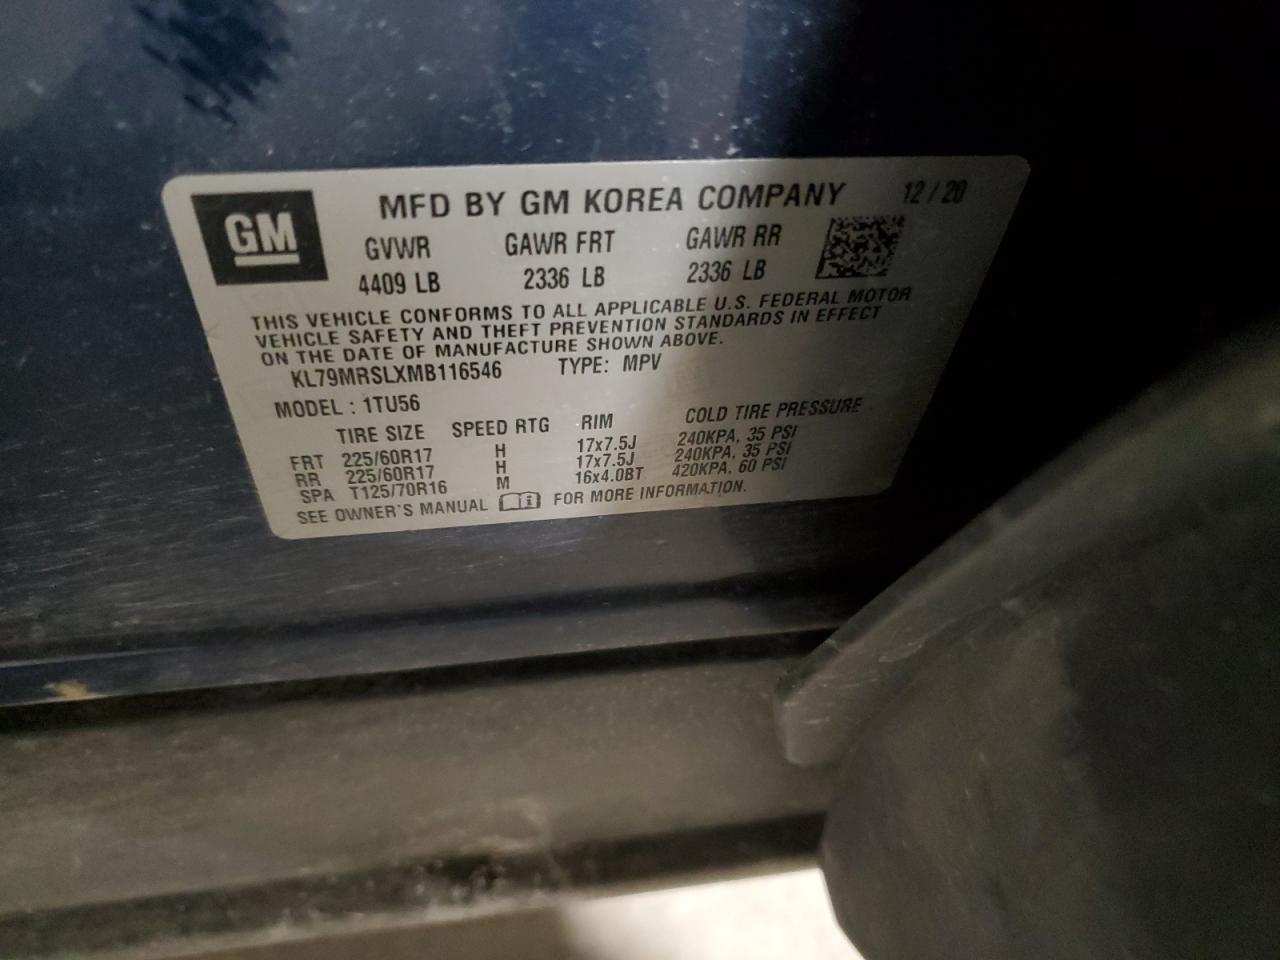 GM
MFD BY GM KOREA COMPANY 12 / 20
GVWR GAWR FRT GAWR RR
4409 LB 2336 LB 2336 LB
THIS VEHICLE CONFORMS TO ALL APPLICABLE U.S. FEDERAL MOTOR
VEHICLE SAFETY AND THEFT PREVENTION STANDARDS IN EFFECT
ON THE DATE OF MANUFACTURE SHOWN ABOVE.
KL79MRSLXMB116546 TYPE: MPV
MODEL : 1TU56
TIRE SIZE SPEED RTG RIM COLD TIRE PRESSURE
FRT 225/60R17 H 17x7.5J 240KPA, 35 PSI
RR 225/60R17 H 17x7.5J 240KPA, 35 PSI
SPA T125/70R16 M 16x4.0BT 420KPA, 60 PSI
SEE OWNER'S MANUAL FOR MORE INFORMATION.